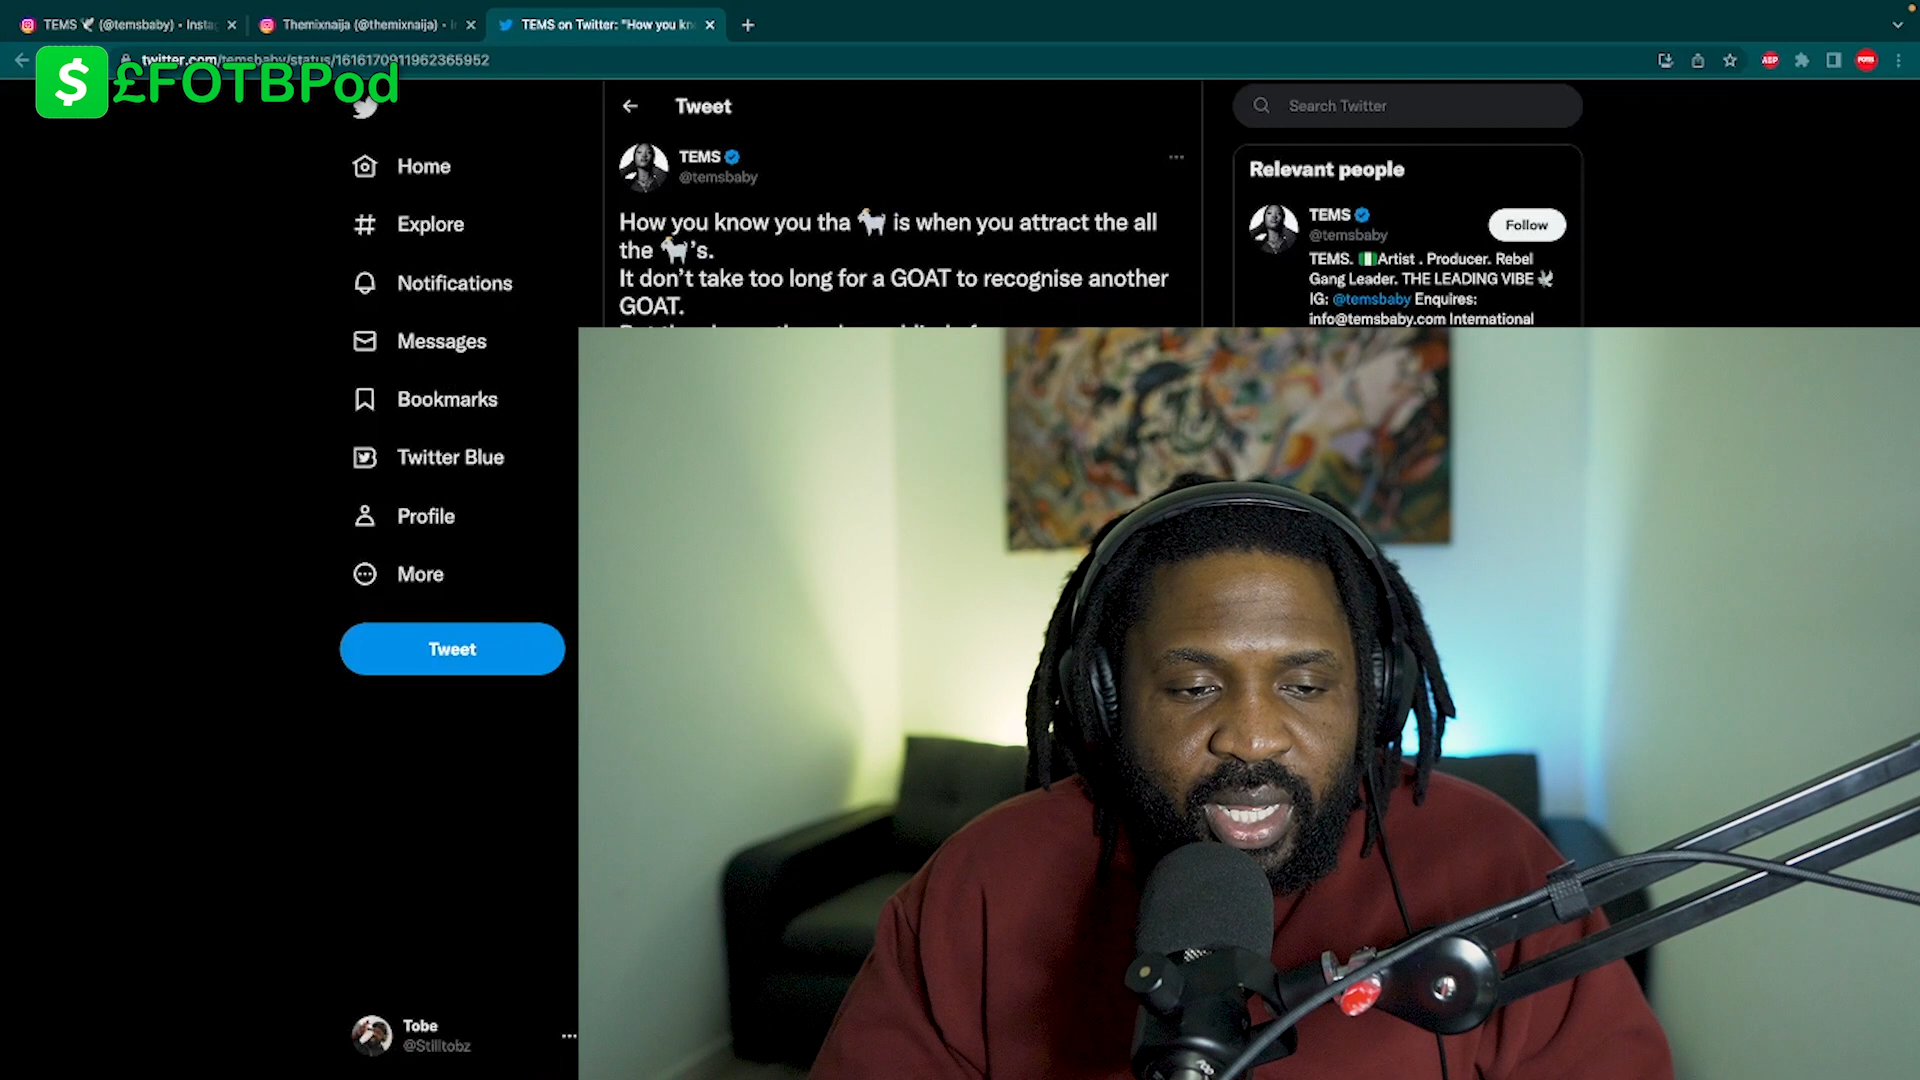 TEMS 🕊 (@temsbaby) • Insta
Themixnaija (@themixnaija) • I
TEMS on Twitter: "How you kn
twitter.com/temsbaby/status/1616170911962365952
$ £FOTBPod
Home
Explore
Notifications
Messages
Bookmarks
Twitter Blue
Profile
More
Tweet
Tobe
@Stilltobz
Tweet
TEMS
@temsbaby
How you know you tha 🐐 is when you attract the all
the 🐐's.
It don't take too long for a GOAT to recognise another
GOAT.
Search Twitter
Relevant people
TEMS
@temsbaby
Follow
TEMS. 🇳🇬Artist . Producer. Rebel
Gang Leader. THE LEADING VIBE 🕊
IG: @temsbaby Enquires:
info@temsbaby.com International
ABP